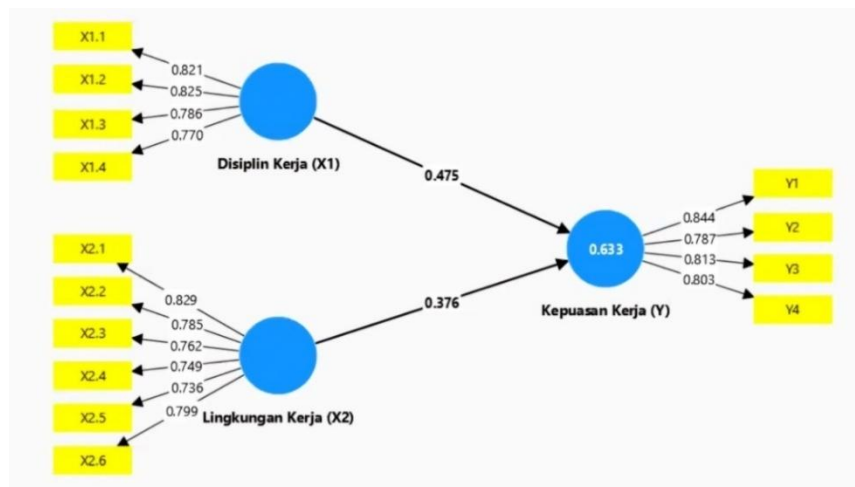 X1.1
X1.2
X1.3
X1.4
0.821
0.825
0.786
0.770
Disiplin Kerja (X1)
0.475
X2.1
X2.2
X2.3
X2.4
X2.5
X2.6
0.829
0.785
0.762
0.749
0.736
0.799
Lingkungan Kerja (X2)
0.376
0.633
Kepuasan Kerja (Y)
0.844
0.787
0.813
0.803
Y1
Y2
Y3
Y4